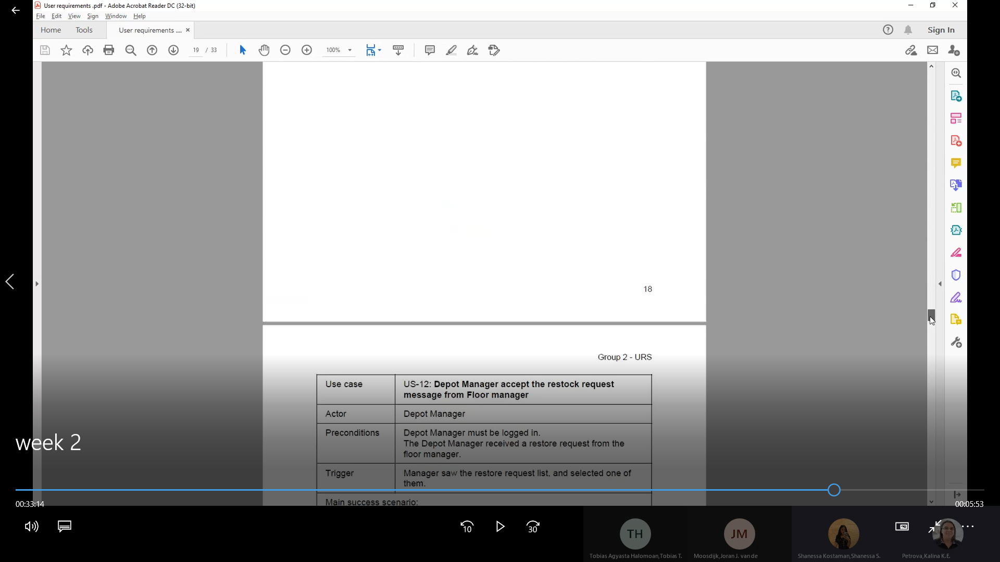 User requirements .pdf - Adobe Acrobat Reader DC (32-bit)
File Edit View Sign Window Help
Home Tools User requirements .... × Sign In
19 / 33 100%
18
Group 2 - URS
Use case US-12: Depot Manager accept the restock request
message from Floor manager
Actor Depot Manager
Preconditions Depot Manager must be logged in.
The Depot Manager received a restore request from the
floor manager.
Trigger Manager saw the restore request list, and selected one of
them.
Main success scenario:
week 2
00:33:14 00:05:53
10 30
TH JM
Tobias Agyasta Halomoan,Tobias T. Moosdijk,Joran J. van de Shanessa Kostaman,Shanessa S. Petrova,Kalina K.E.